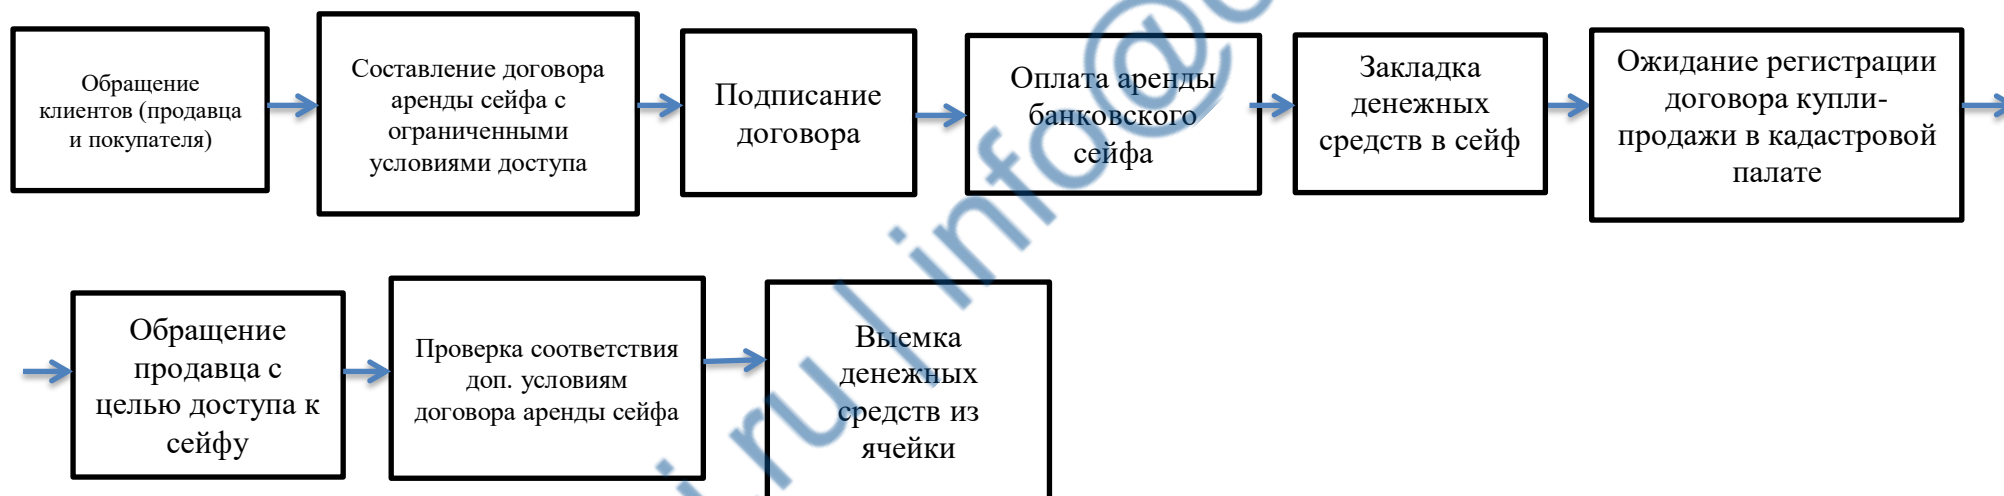 Обращение
клиентов (продавца
и покупателя)
Составление договора
аренды сейфа с
ограниченными
условиями доступа
Подписание
договора
Оплата аренды
банковского
сейфа
Закладка
денежных
средств в сейф
Ожидание регистрации
договора купли-
продажи в кадастровой
палате
Обращение
продавца с
целью доступа к
сейфу
Проверка соответствия
доп. условиям
договора аренды сейфа
Выемка
денежных
средств из
ячейки
i.ru | info@